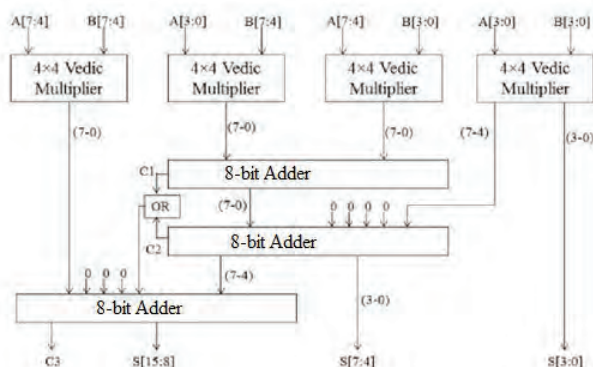 A[7:4] B[7:4] A[3:0] B[7:4] A[7:4] B[3:0] A[3:0] B[3:0]
4×4 Vedic Multiplier
4×4 Vedic Multiplier
4×4 Vedic Multiplier
4×4 Vedic Multiplier
(7-0) (7-0) (7-0) (7-4) (3-0)
C1 8-bit Adder
OR (7-0) 0 0 0 0
C2 8-bit Adder
0 0 0 (7-4) (3-0)
8-bit Adder
C3 S[15:8] S[7:4] S[3:0]